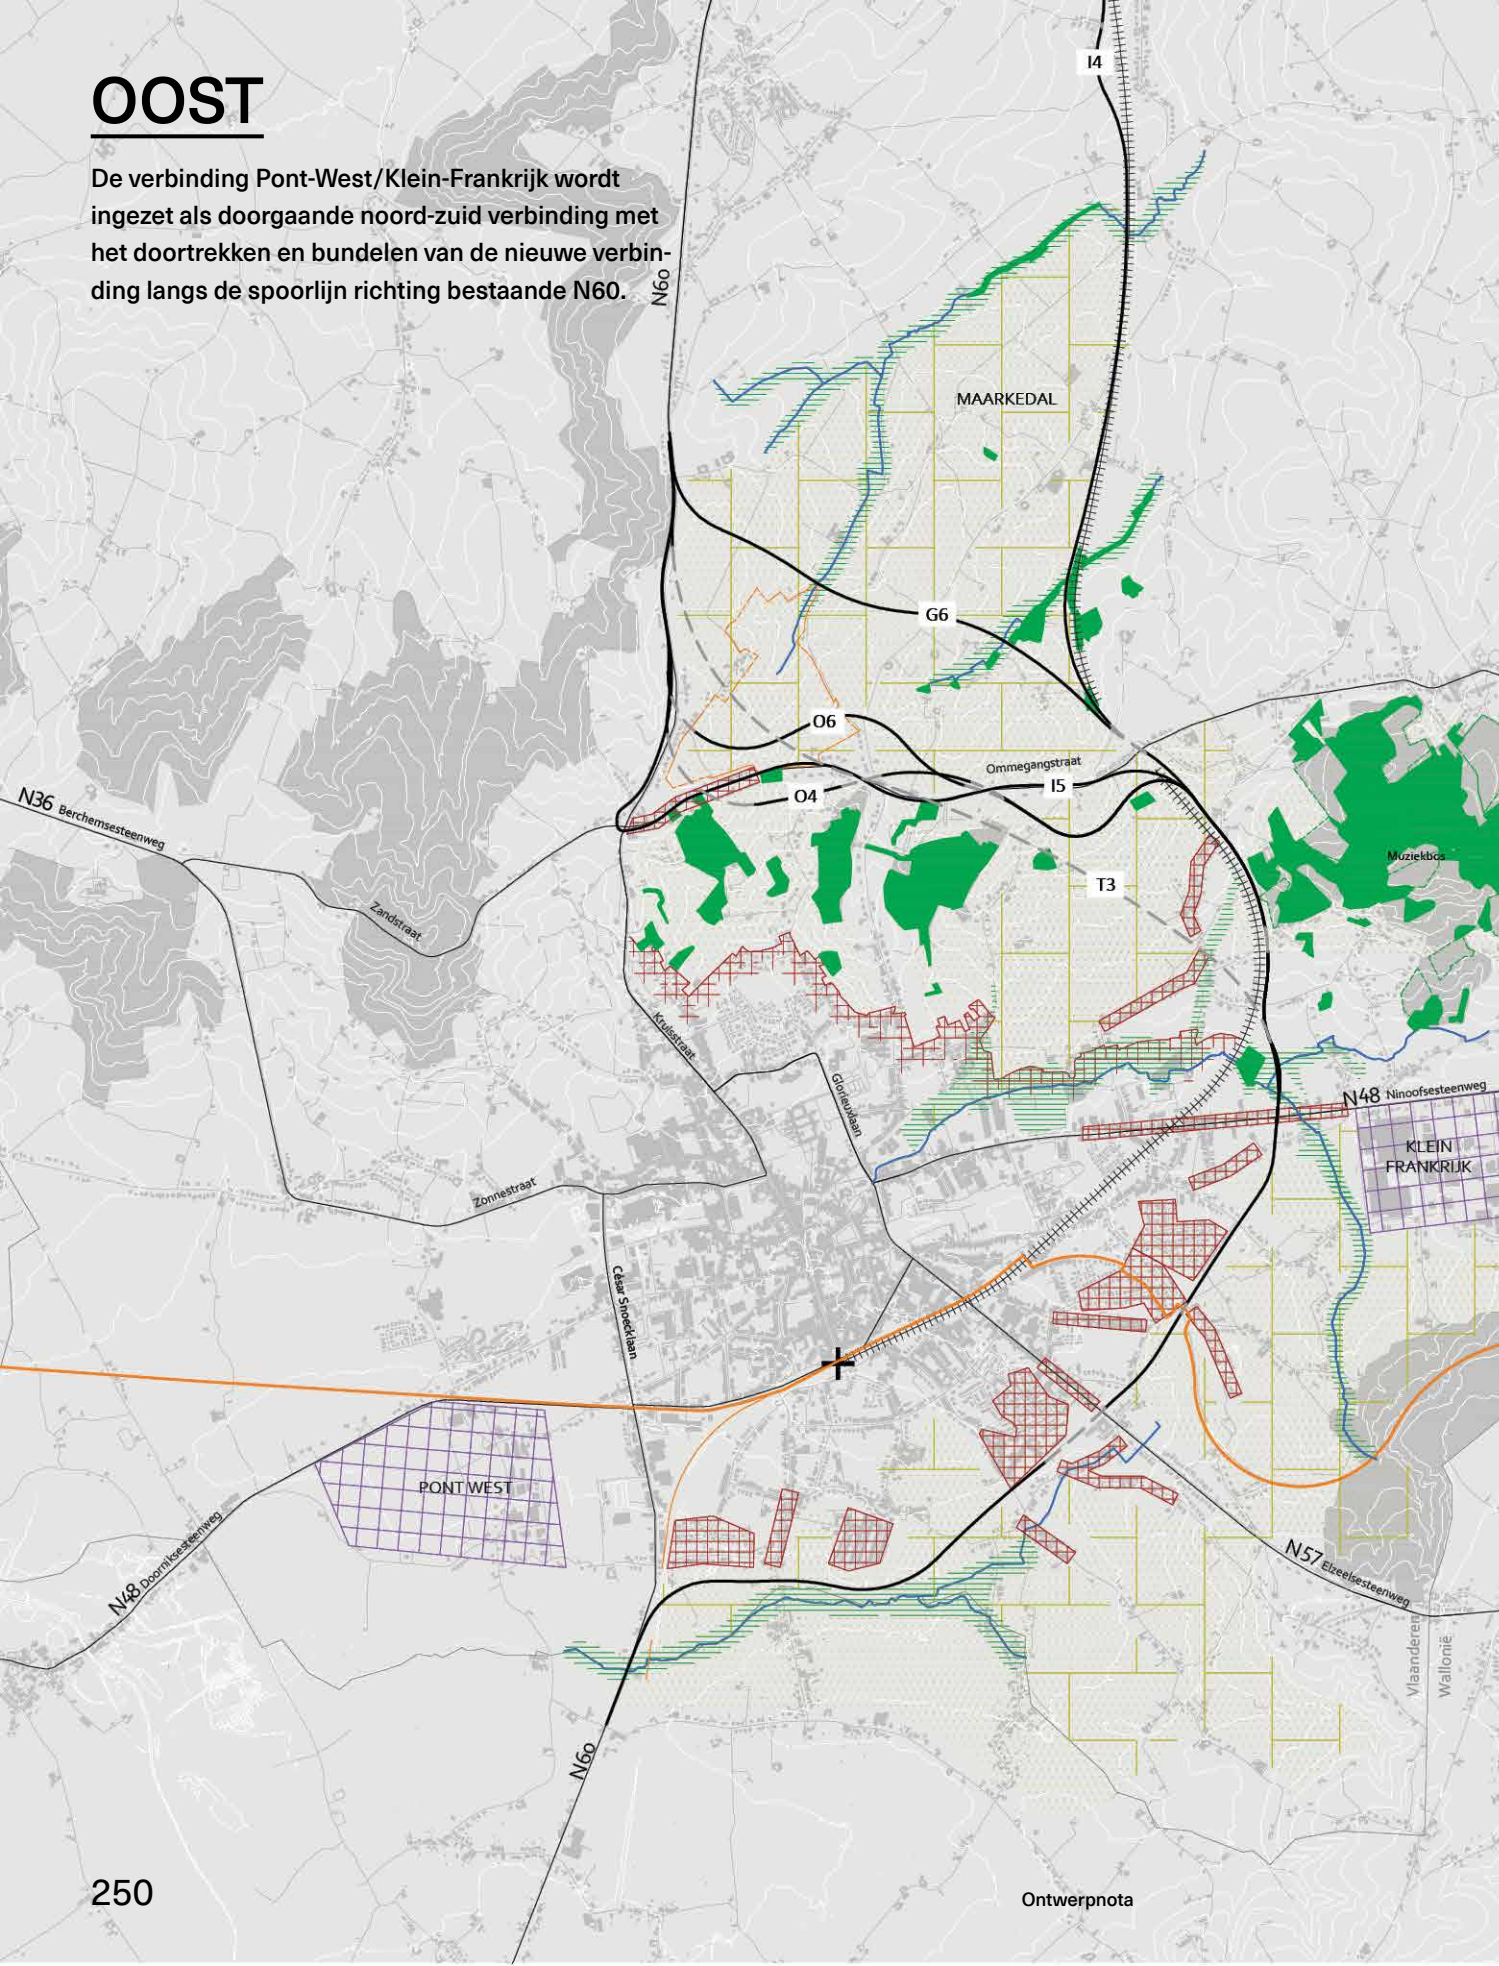 OOST
De verbinding Pont-West/Klein-Frankrijk wordt
ingezet als doorgaande noord-zuid verbinding met
het doortrekken en bundelen van de nieuwe verbin-
ding langs de spoorlijn richting bestaande N60.
I4
N60
MAARKEDAL
G6
O6
Ommegangstraat
I5
O4
N36 Berchemsesteenweg
Muziekbos
T3
Zandstraat
Kruisstraat
Glorieuxlaan
N48 Ninoofsesteenweg
KLEIN
FRANKRIJK
Zonnestraat
César Snoecklaan
PONT WEST
N48 Doorniksesteenweg
N57 Elzeelsesteenweg
Vlaanderen
Wallonië
N60
250
Ontwerpnota